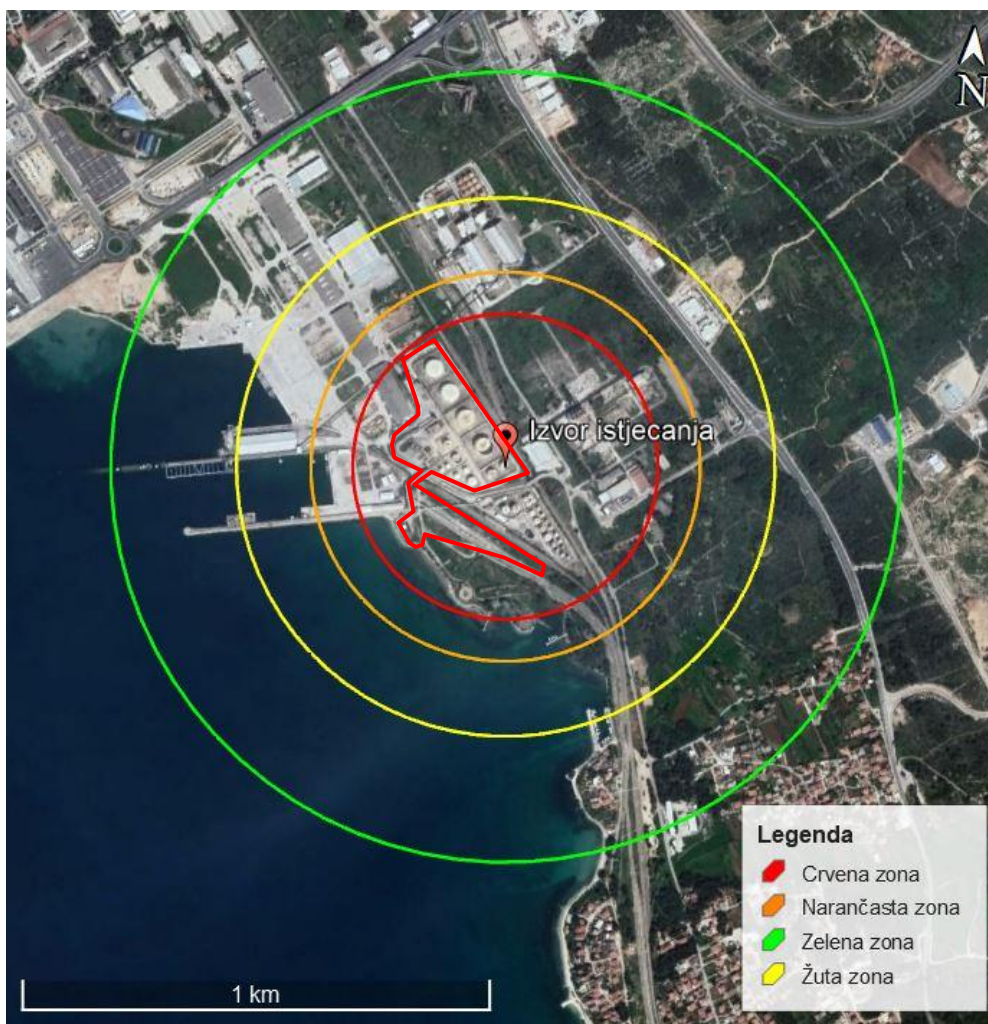 N
Izvor istjecanja
Legenda
Crvena zona
Narančasta zona
Zelena zona
Žuta zona
1 km